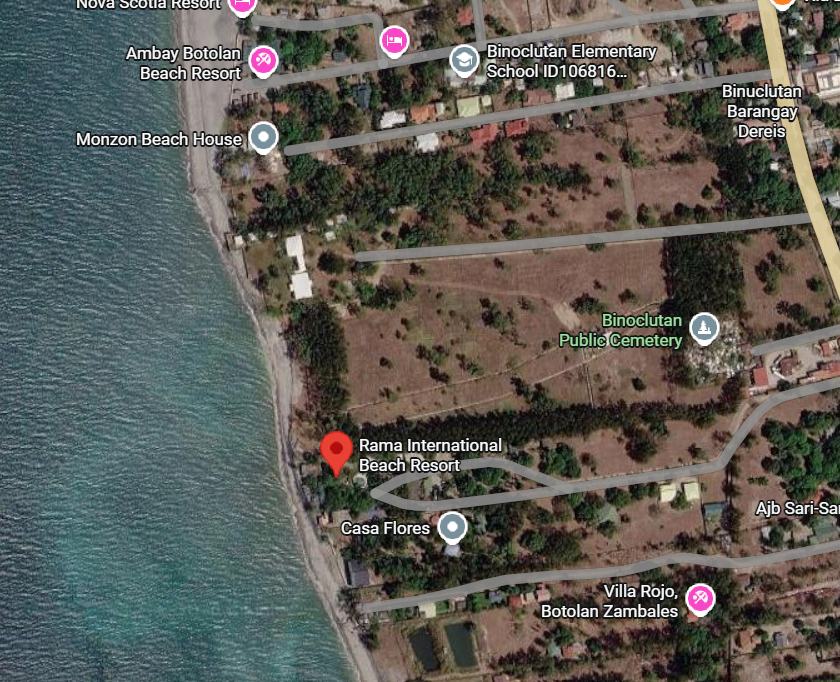 Nova Scotia Resort
Ambay Botolan
Beach Resort
Binoclutan Elementary
School ID106816...
Binuclutan
Barangay
Dereis
Monzon Beach House
Binoclutan
Public Cemetery
Rama International
Beach Resort
Casa Flores
Ajb Sari-Sa
Villa Rojo,
Botolan Zambales